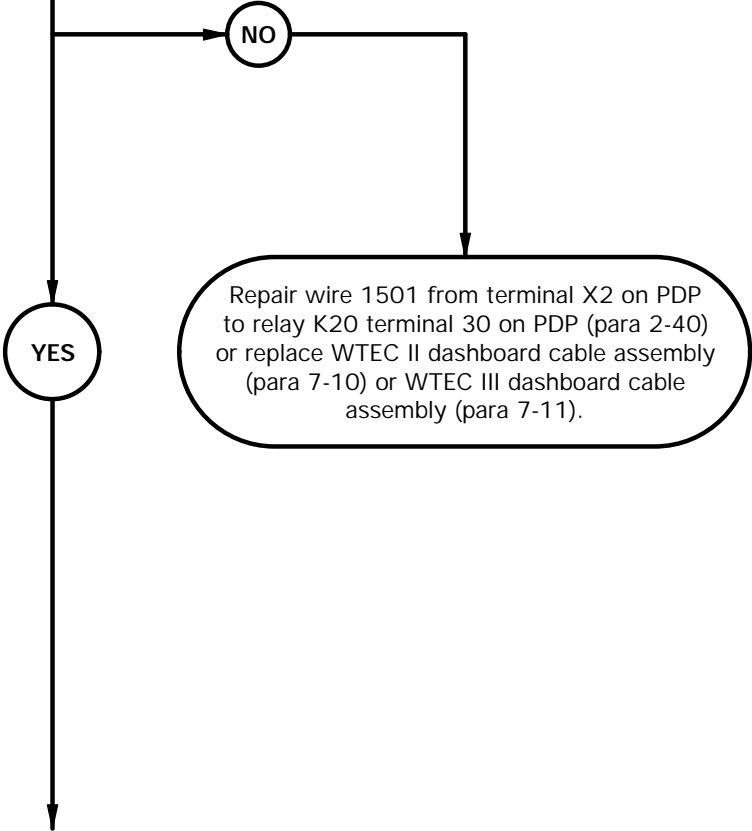 NO
Repair wire 1501 from terminal X2 on PDP
to relay K20 terminal 30 on PDP (para 2-40)
or replace WTEC II dashboard cable assembly
(para 7-10) or WTEC III dashboard cable
assembly (para 7-11).
YES